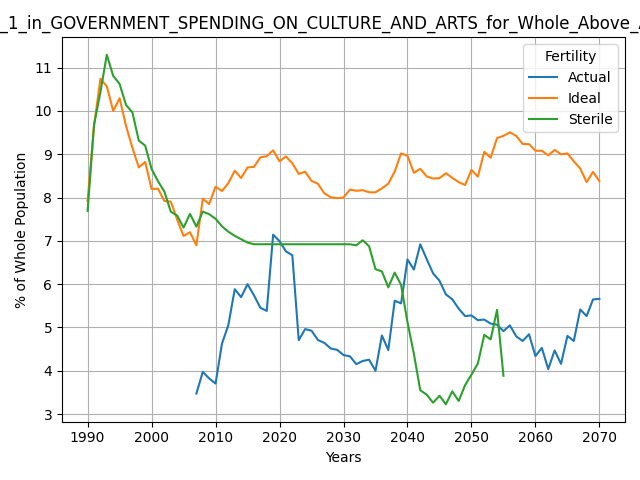 _1_in_GOVERNMENT_SPENDING_ON_CULTURE_AND_ARTS_for_Whole_Above_
Fertility
Actual
Ideal
Sterile
% of Whole Population
11
10
9
8
7
6
5
4
3
1990 2000 2010 2020 2030 2040 2050 2060 2070
Years